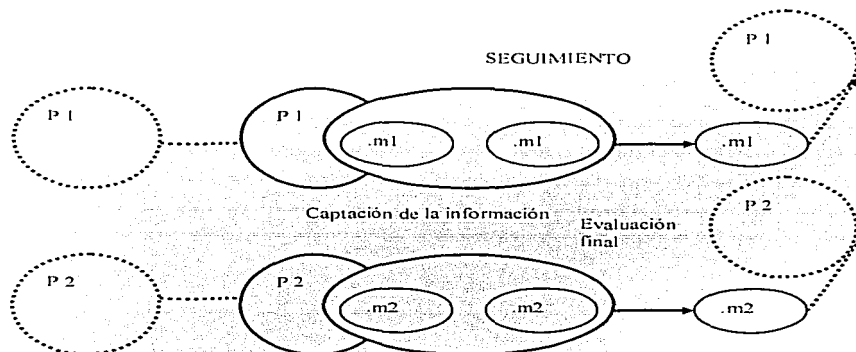 P 1
SEGUIMIENTO
P 1
P 1
.m1
.m1
.m1
Captación de la información
Evaluación
final
P 2
P 2
P 2
.m2
.m2
.m2